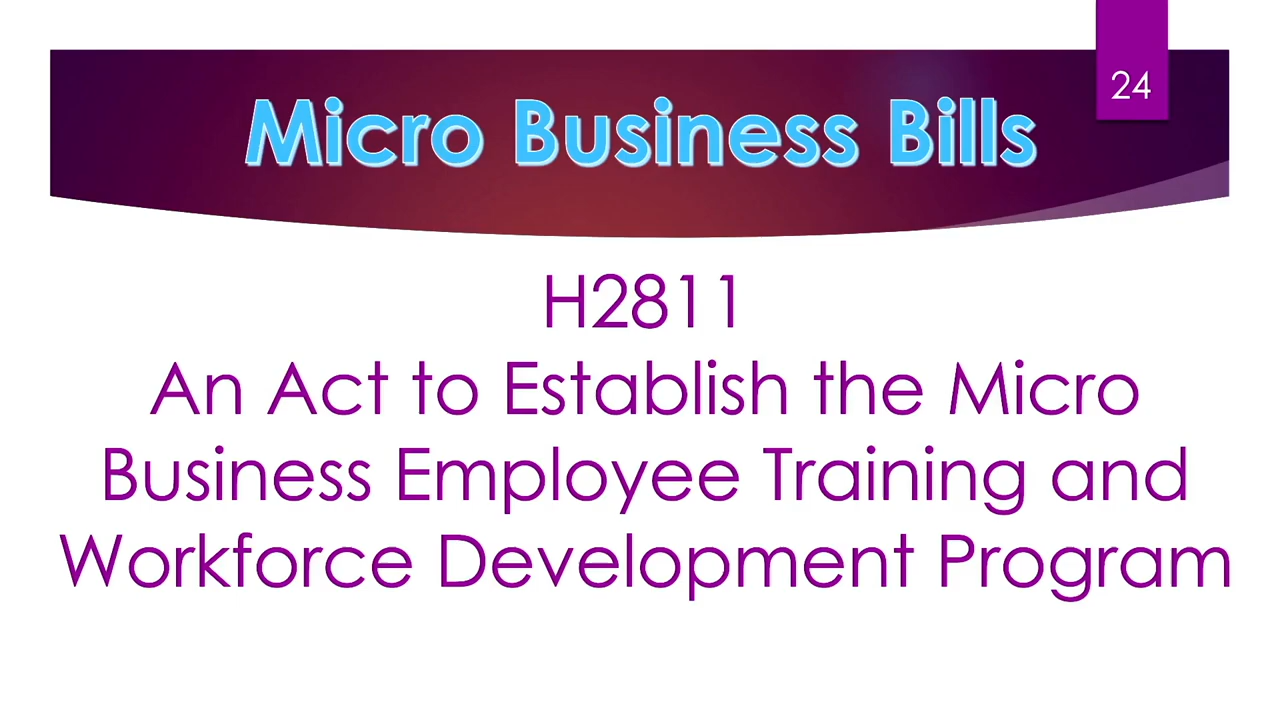 24
Micro Business Bills
H2811
An Act to Establish the Micro
Business Employee Training and
Workforce Development Program